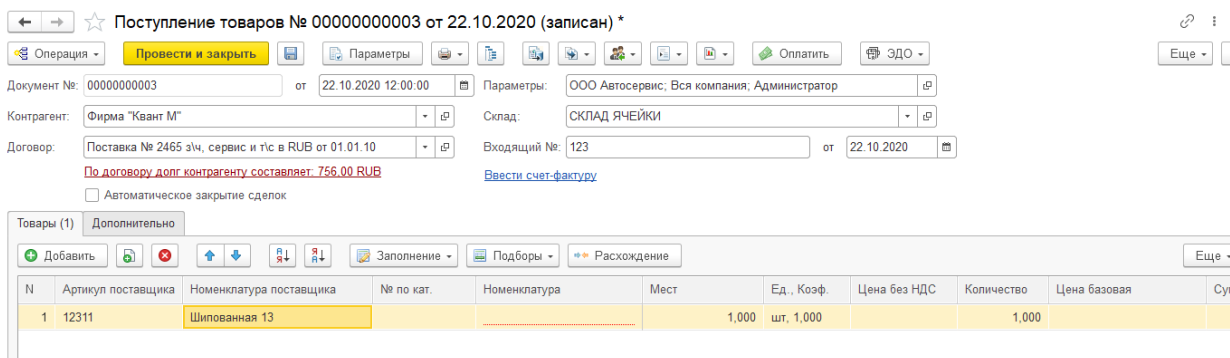 Поступление товаров № 00000000003 от 22.10.2020 (записан) *
Операция Провести и закрыть Параметры Оплатить ЭДО Еще
Документ №: 00000000003 от 22.10.2020 12:00:00 Параметры: ООО Автосервис; Вся компания; Администратор
Контрагент: Фирма "Квант М" Склад: СКЛАД ЯЧЕЙКИ
Договор: Поставка № 2465 з\ч, сервис и т\с в RUB от 01.01.10 Входящий №: 123 от 22.10.2020
По договору долг контрагента составляет: 756,00 RUB Ввести счет-фактуру
Автоматическое закрытие сделок
Товары (1) Дополнительно
Добавить Заполнение Подборы Расхождение Еще
N Артикул поставщика Номенклатура поставщика № по кат. Номенклатура Мест Ед., Коэф. Цена без НДС Количество Цена базовая Су
1 12311 Шипованная 13 1,000 шт, 1,000 1,000